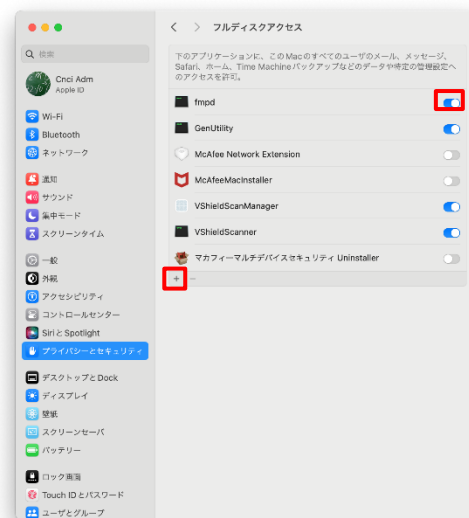 フルディスクアクセス
検索
Cnci Adm
Apple ID
Wi-Fi
Bluetooth
ネットワーク
通知
サウンド
集中モード
スクリーンタイム
一般
外観
アクセシビリティ
コントロールセンター
Siri と Spotlight
プライバシーとセキュリティ
デスクトップと Dock
ディスプレイ
壁紙
スクリーンセーバ
バッテリー
ロック画面
Touch ID とパスワード
ユーザとグループ
下のアプリケーションに、このMacのすべてのユーザのメール、メッセージ、
Safari、ホーム、Time Machine バックアップなどのデータや特定の管理設定へ
のアクセスを許可。
fmpd
GenUtility
McAfee Network Extension
McAfeeMacInstaller
VShieldScanManager
VShieldScanner
マカフィーマルチデバイスセキュリティ Uninstaller